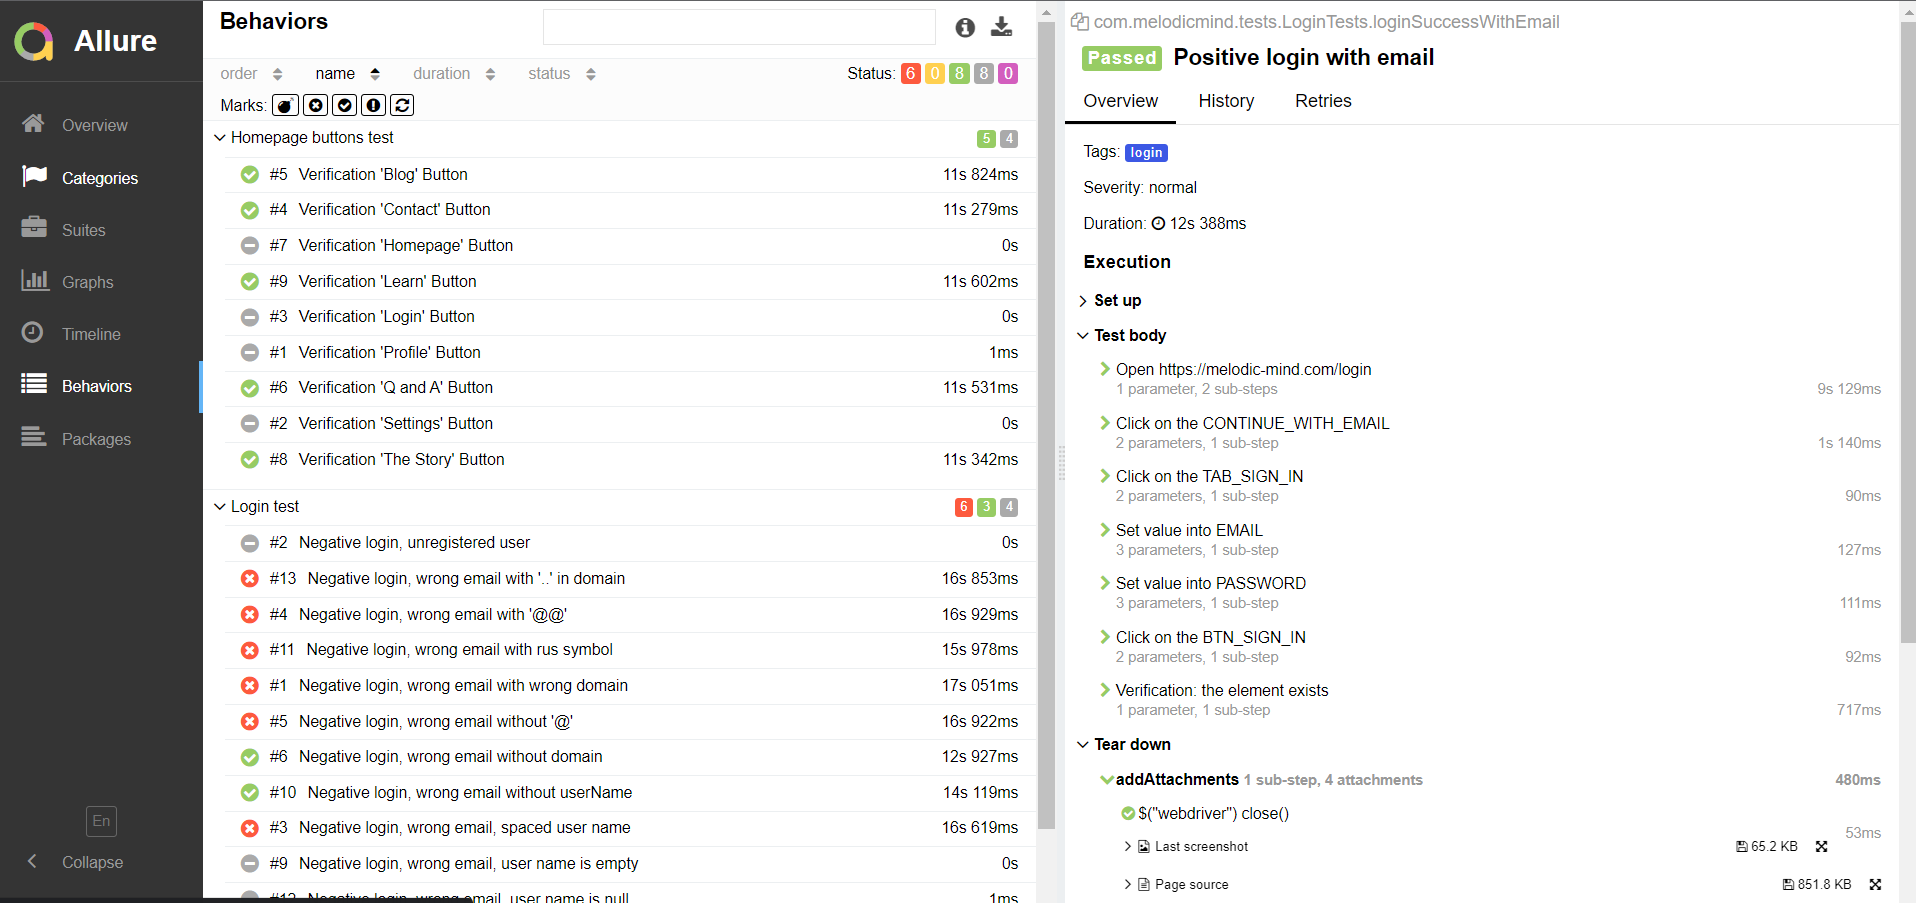 Allure
Overview
Categories
Suites
Graphs
Timeline
Behaviors
Packages
En
Collapse
Behaviors
order name duration status
Status: 6 0 8 8 0
Marks:
Homepage buttons test 5 4
#5 Verification 'Blog' Button 11s 824ms
#4 Verification 'Contact' Button 11s 279ms
#7 Verification 'Homepage' Button 0s
#9 Verification 'Learn' Button 11s 602ms
#3 Verification 'Login' Button 0s
#1 Verification 'Profile' Button 1ms
#6 Verification 'Q and A' Button 11s 531ms
#2 Verification 'Settings' Button 0s
#8 Verification 'The Story' Button 11s 342ms
Login test 6 3 4
#2 Negative login, unregistered user 0s
#13 Negative login, wrong email with '..' in domain 16s 853ms
#4 Negative login, wrong email with '@@' 16s 929ms
#11 Negative login, wrong email with rus symbol 15s 978ms
#1 Negative login, wrong email with wrong domain 17s 051ms
#5 Negative login, wrong email without '@' 16s 922ms
#6 Negative login, wrong email without domain 12s 927ms
#10 Negative login, wrong email without userName 14s 119ms
#3 Negative login, wrong email, spaced user name 16s 619ms
#9 Negative login, wrong email, user name is empty 0s
#12 Negative login, wrong email, user name is null 1ms
com.melodicmind.tests.LoginTests.loginSuccessWithEmail
Passed Positive login with email
Overview History Retries
Tags: login
Severity: normal
Duration: 12s 388ms
Execution
Set up
Test body
Open https://melodic-mind.com/login
1 parameter, 2 sub-steps 9s 129ms
Click on the CONTINUE_WITH_EMAIL
2 parameters, 1 sub-step 1s 140ms
Click on the TAB_SIGN_IN
2 parameters, 1 sub-step 90ms
Set value into EMAIL
3 parameters, 1 sub-step 127ms
Set value into PASSWORD
3 parameters, 1 sub-step 111ms
Click on the BTN_SIGN_IN
2 parameters, 1 sub-step 92ms
Verification: the element exists
1 parameter, 1 sub-step 717ms
Tear down
addAttachments 1 sub-step, 4 attachments 480ms
$("webdriver") close()
53ms
Last screenshot 65.2 KB
Page source 851.8 KB